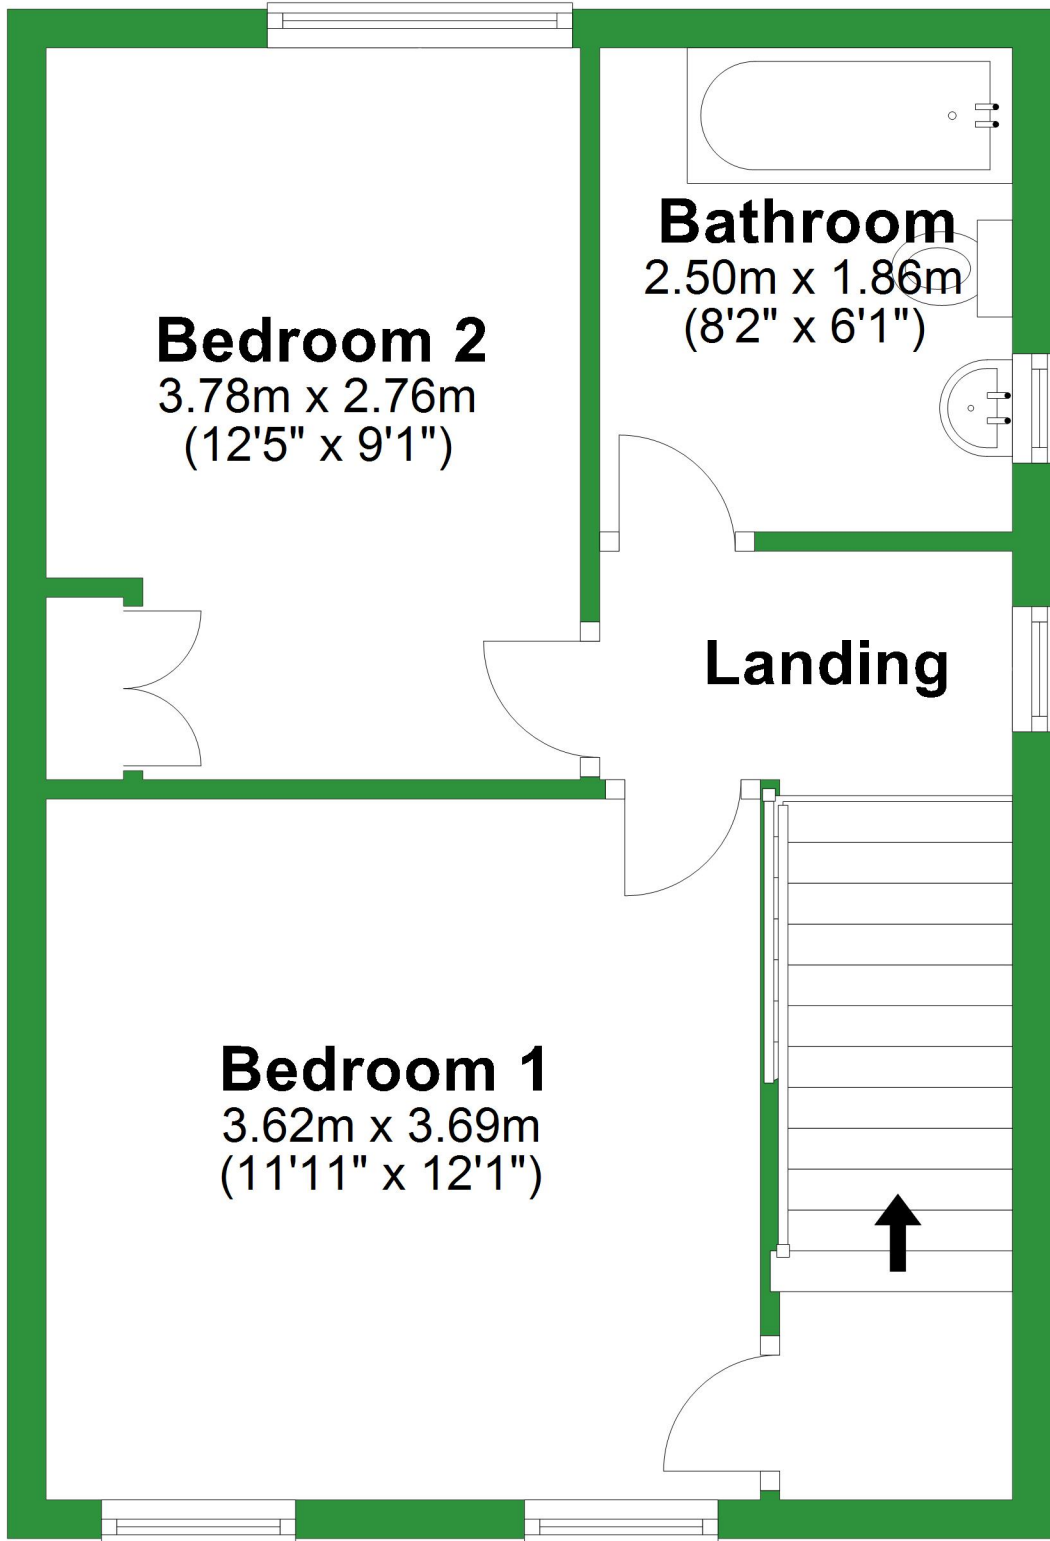 Bathroom
2.50m x 1.86m
(8'2" x 6'1")
Bedroom 2
3.78m x 2.76m
(12'5" x 9'1")
Landing
Bedroom 1
3.62m x 3.69m
(11'11" x 12'1")